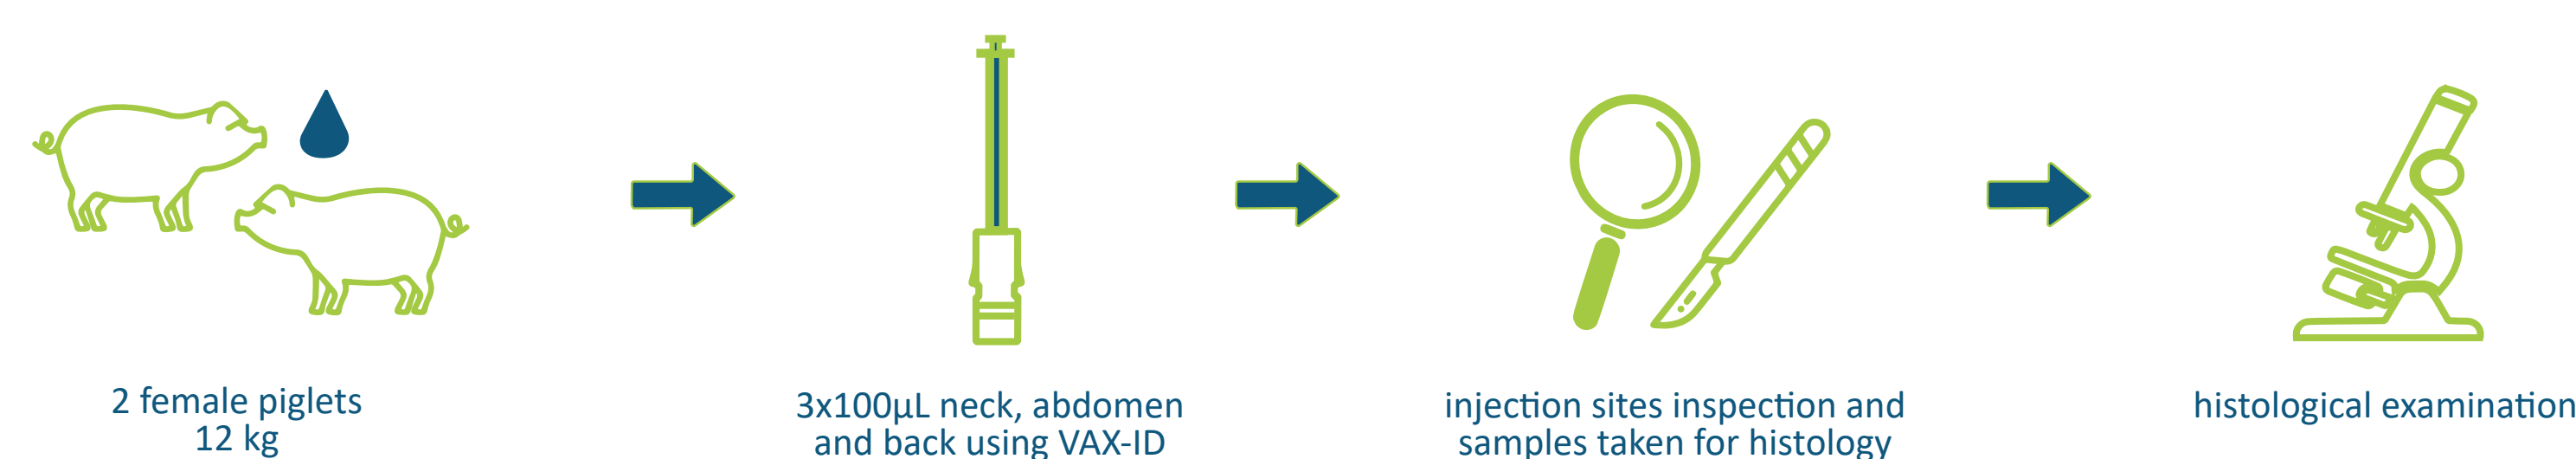 2 female piglets
12 kg
3x100µL neck, abdomen
and back using VAX-ID
injection sites inspection and
samples taken for histology
histological examination